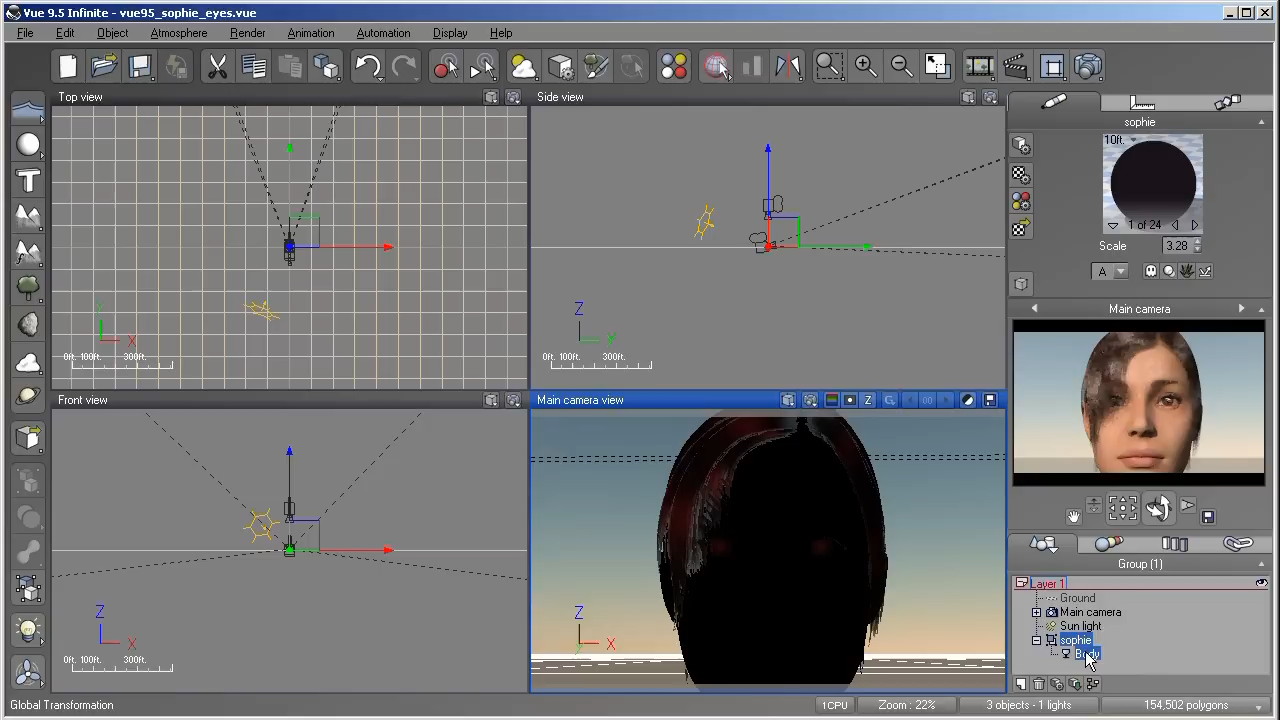 Vue 9.5 Infinite - vue95_sophie_eyes.vue
File Edit Object Atmosphere Render Animation Automation Display Help
Top view
Side view
sophie
10ft.
1 of 24
Scale 3.28
A
Main camera
Y
X
0ft. 100ft. 300ft.
Z
y
0ft. 100ft. 300ft.
Front view
Main camera view
Z
00
Z
X
0ft. 100ft. 300ft.
Z
X
Group (1)
Layer 1
Ground
Main camera
Sun light
sophie
Body
Global Transformation
1CPU
Zoom : 22%
3 objects - 1 lights
154,502 polygons